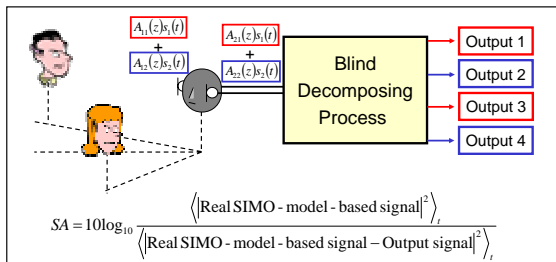 A₁₁(z)s₁(t)
+
A₁₂(z)s₂(t)
A₂₁(z)s₁(t)
+
A₂₂(z)s₂(t)
Blind
Decomposing
Process
Output 1
Output 2
Output 3
Output 4
SA = 10log₁₀ ⟨|Real SIMO - model - based signal|²⟩ₜ
⟨|Real SIMO - model - based signal − Output signal|²⟩ₜ